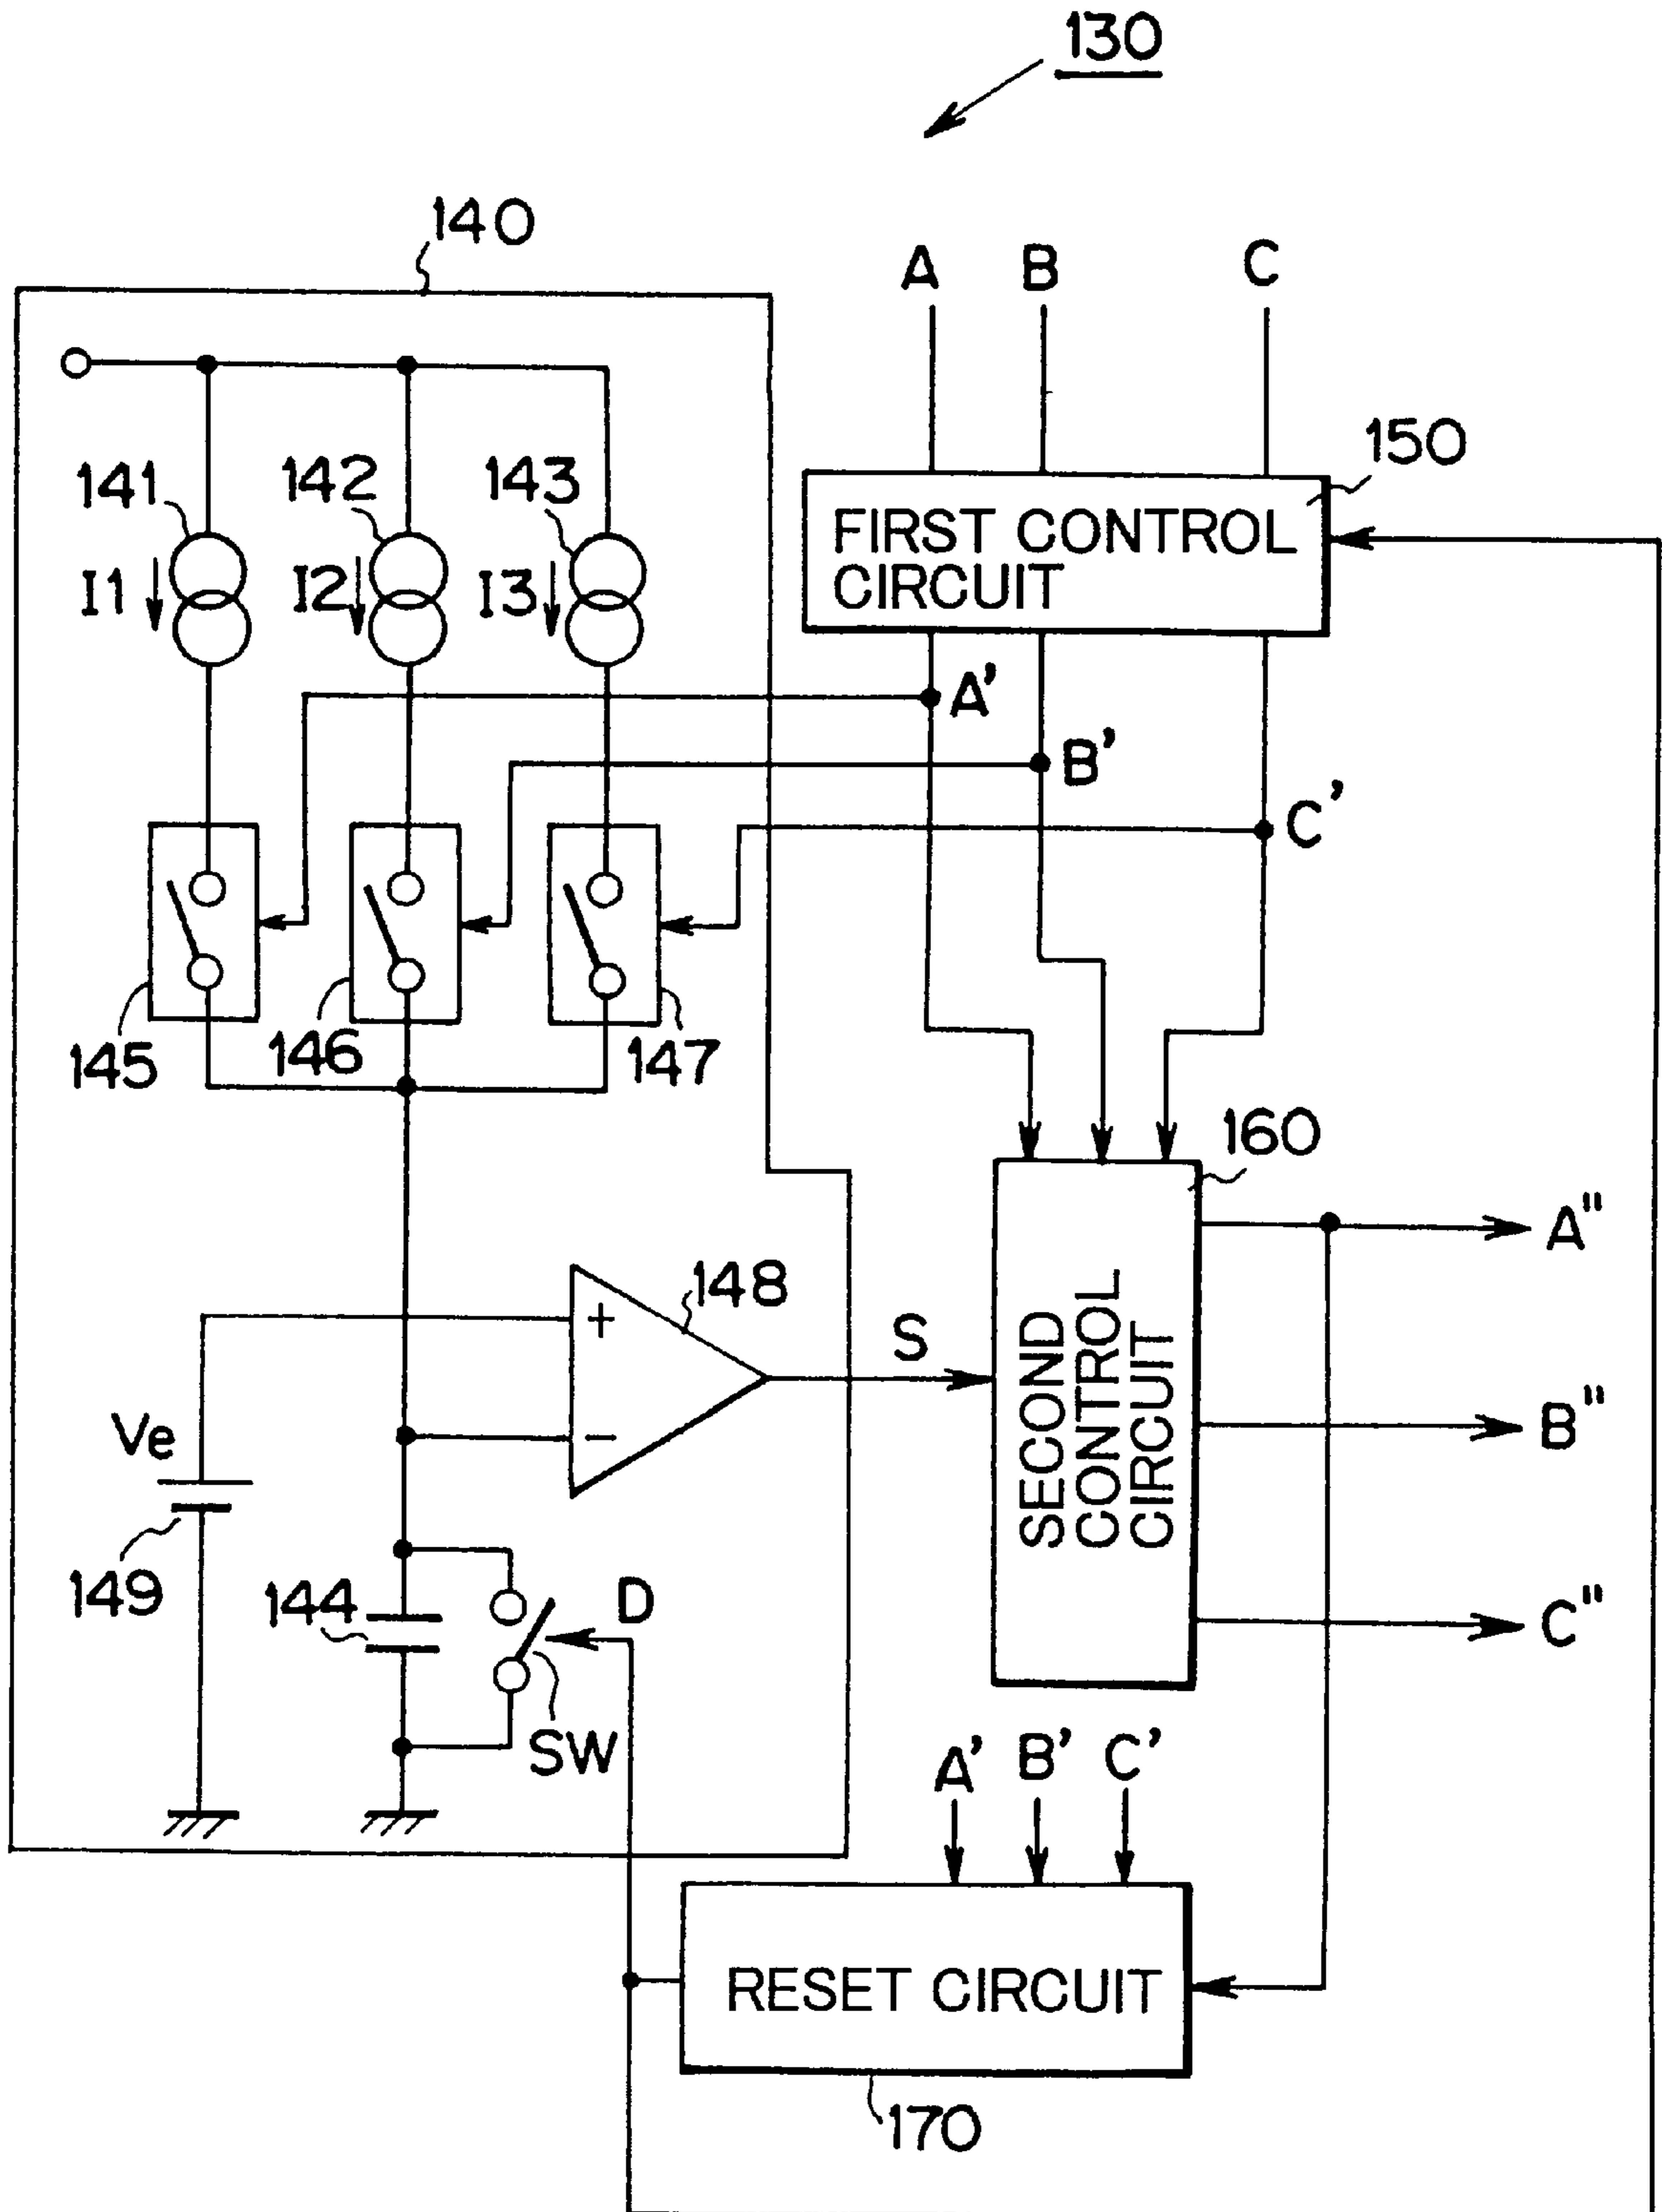 130
140
A B C
150
141 142 143
FIRST CONTROL
CIRCUIT
I1 I2 I3
A'
B'
C'
145 146 147
160
A"
148
S
SECOND
CONTROL
CIRCUIT
Ve
B"
149 144 D
C"
SW
A' B' C'
RESET CIRCUIT
170
+
−